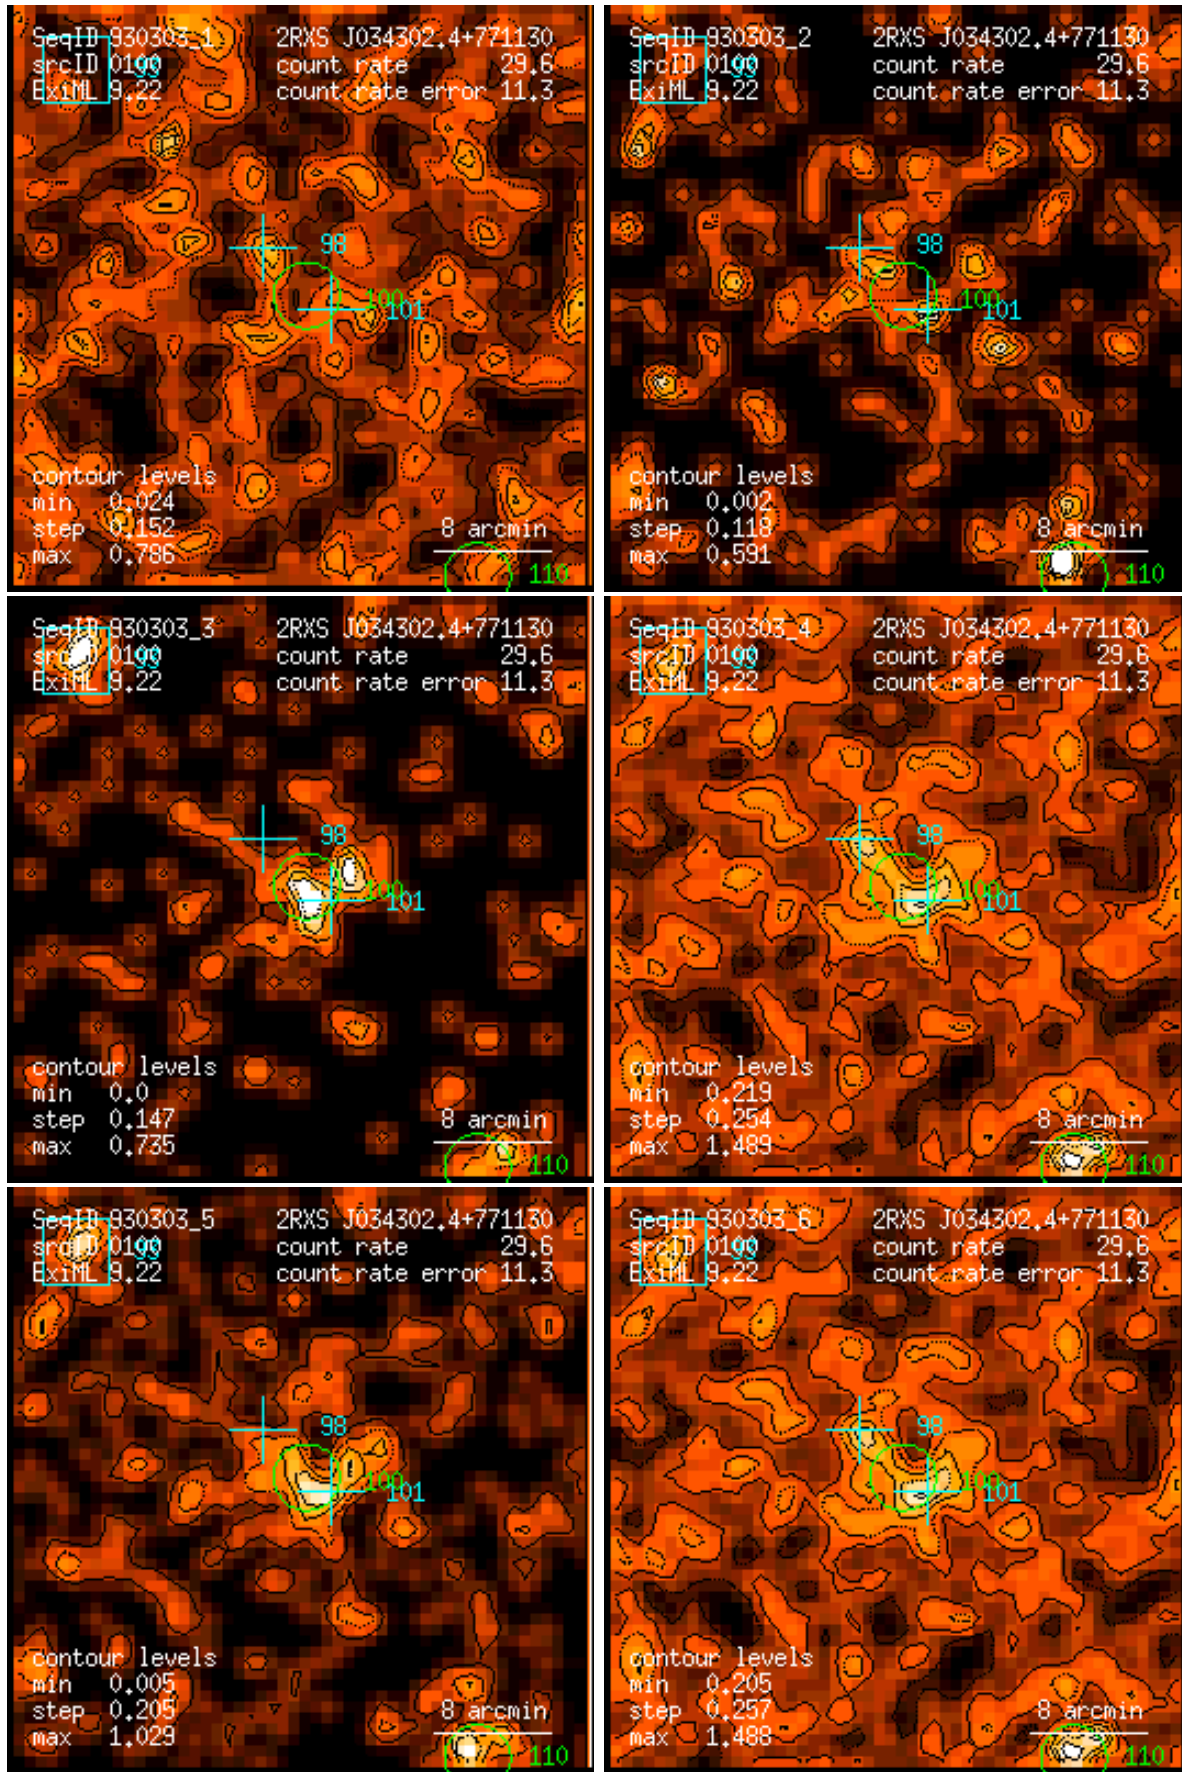 SeqID 930303_1 2RXS J034302.4+771130
srcID 0100 99 count rate 29.6
ExiML 9.22 count rate error 11.3
98
100 101
contour levels
min 0.024
step 0.152 8 arcmin
max 0.786 110
SeqID 930303_2 2RXS J034302.4+771130
srcID 0100 99 count rate 29.6
ExiML 9.22 count rate error 11.3
98
100 101
contour levels
min 0.002
step 0.118 8 arcmin
max 0.591 110
SeqID 930303_3 2RXS J034302.4+771130
srcID 0100 99 count rate 29.6
ExiML 9.22 count rate error 11.3
98
100 101
contour levels
min 0.0
step 0.147 8 arcmin
max 0.735 110
SeqID 930303_4 2RXS J034302.4+771130
srcID 0100 99 count rate 29.6
ExiML 9.22 count rate error 11.3
98
100 101
contour levels
min 0.219
step 0.254 8 arcmin
max 1.489 110
SeqID 930303_5 2RXS J034302.4+771130
srcID 0100 99 count rate 29.6
ExiML 9.22 count rate error 11.3
98
100 101
contour levels
min 0.005
step 0.205 8 arcmin
max 1.029 110
SeqID 930303_6 2RXS J034302.4+771130
srcID 0100 99 count rate 29.6
ExiML 9.22 count rate error 11.3
98
100 101
contour levels
min 0.205
step 0.257 8 arcmin
max 1.488 110